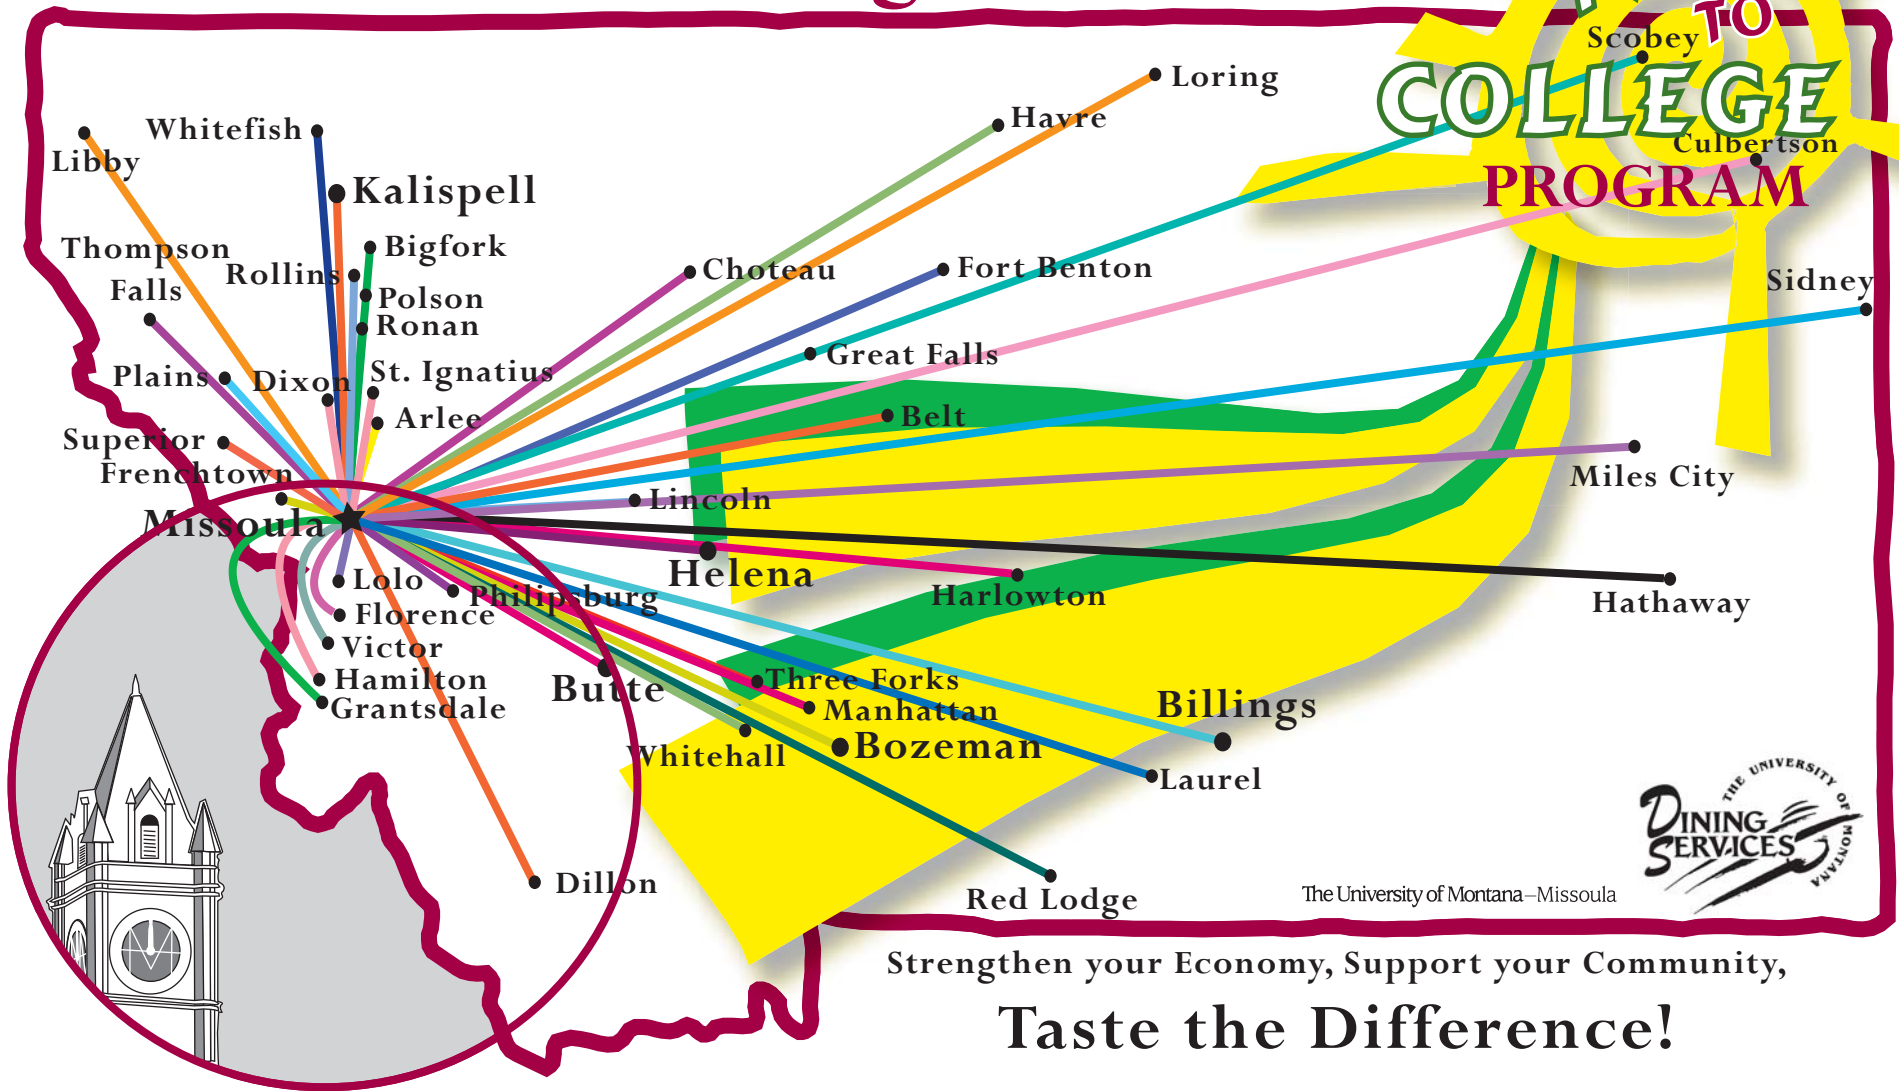 TO
COLLEGE
PROGRAM
Scobey
Loring
Havre
Whitefish
Libby
Culbertson
Kalispell
Thompson
Falls
Bigfork
Rollins
Choteau
Fort Benton
Sidney
Polson
Ronan
Great Falls
Plains
Dixon
St. Ignatius
Arlee
Belt
Superior
Frenchtown
Miles City
Lincoln
Missoula
Helena
Lolo
Philipsburg
Harlowton
Hathaway
Florence
Victor
Hamilton
Grantsdale
Butte
Three Forks
Manhattan
Billings
Bozeman
Whitehall
Laurel
Dillon
Red Lodge
THE UNIVERSITY OF MONTANA
DINING
SERVICES
The University of Montana–Missoula
Strengthen your Economy, Support your Community,
Taste the Difference!